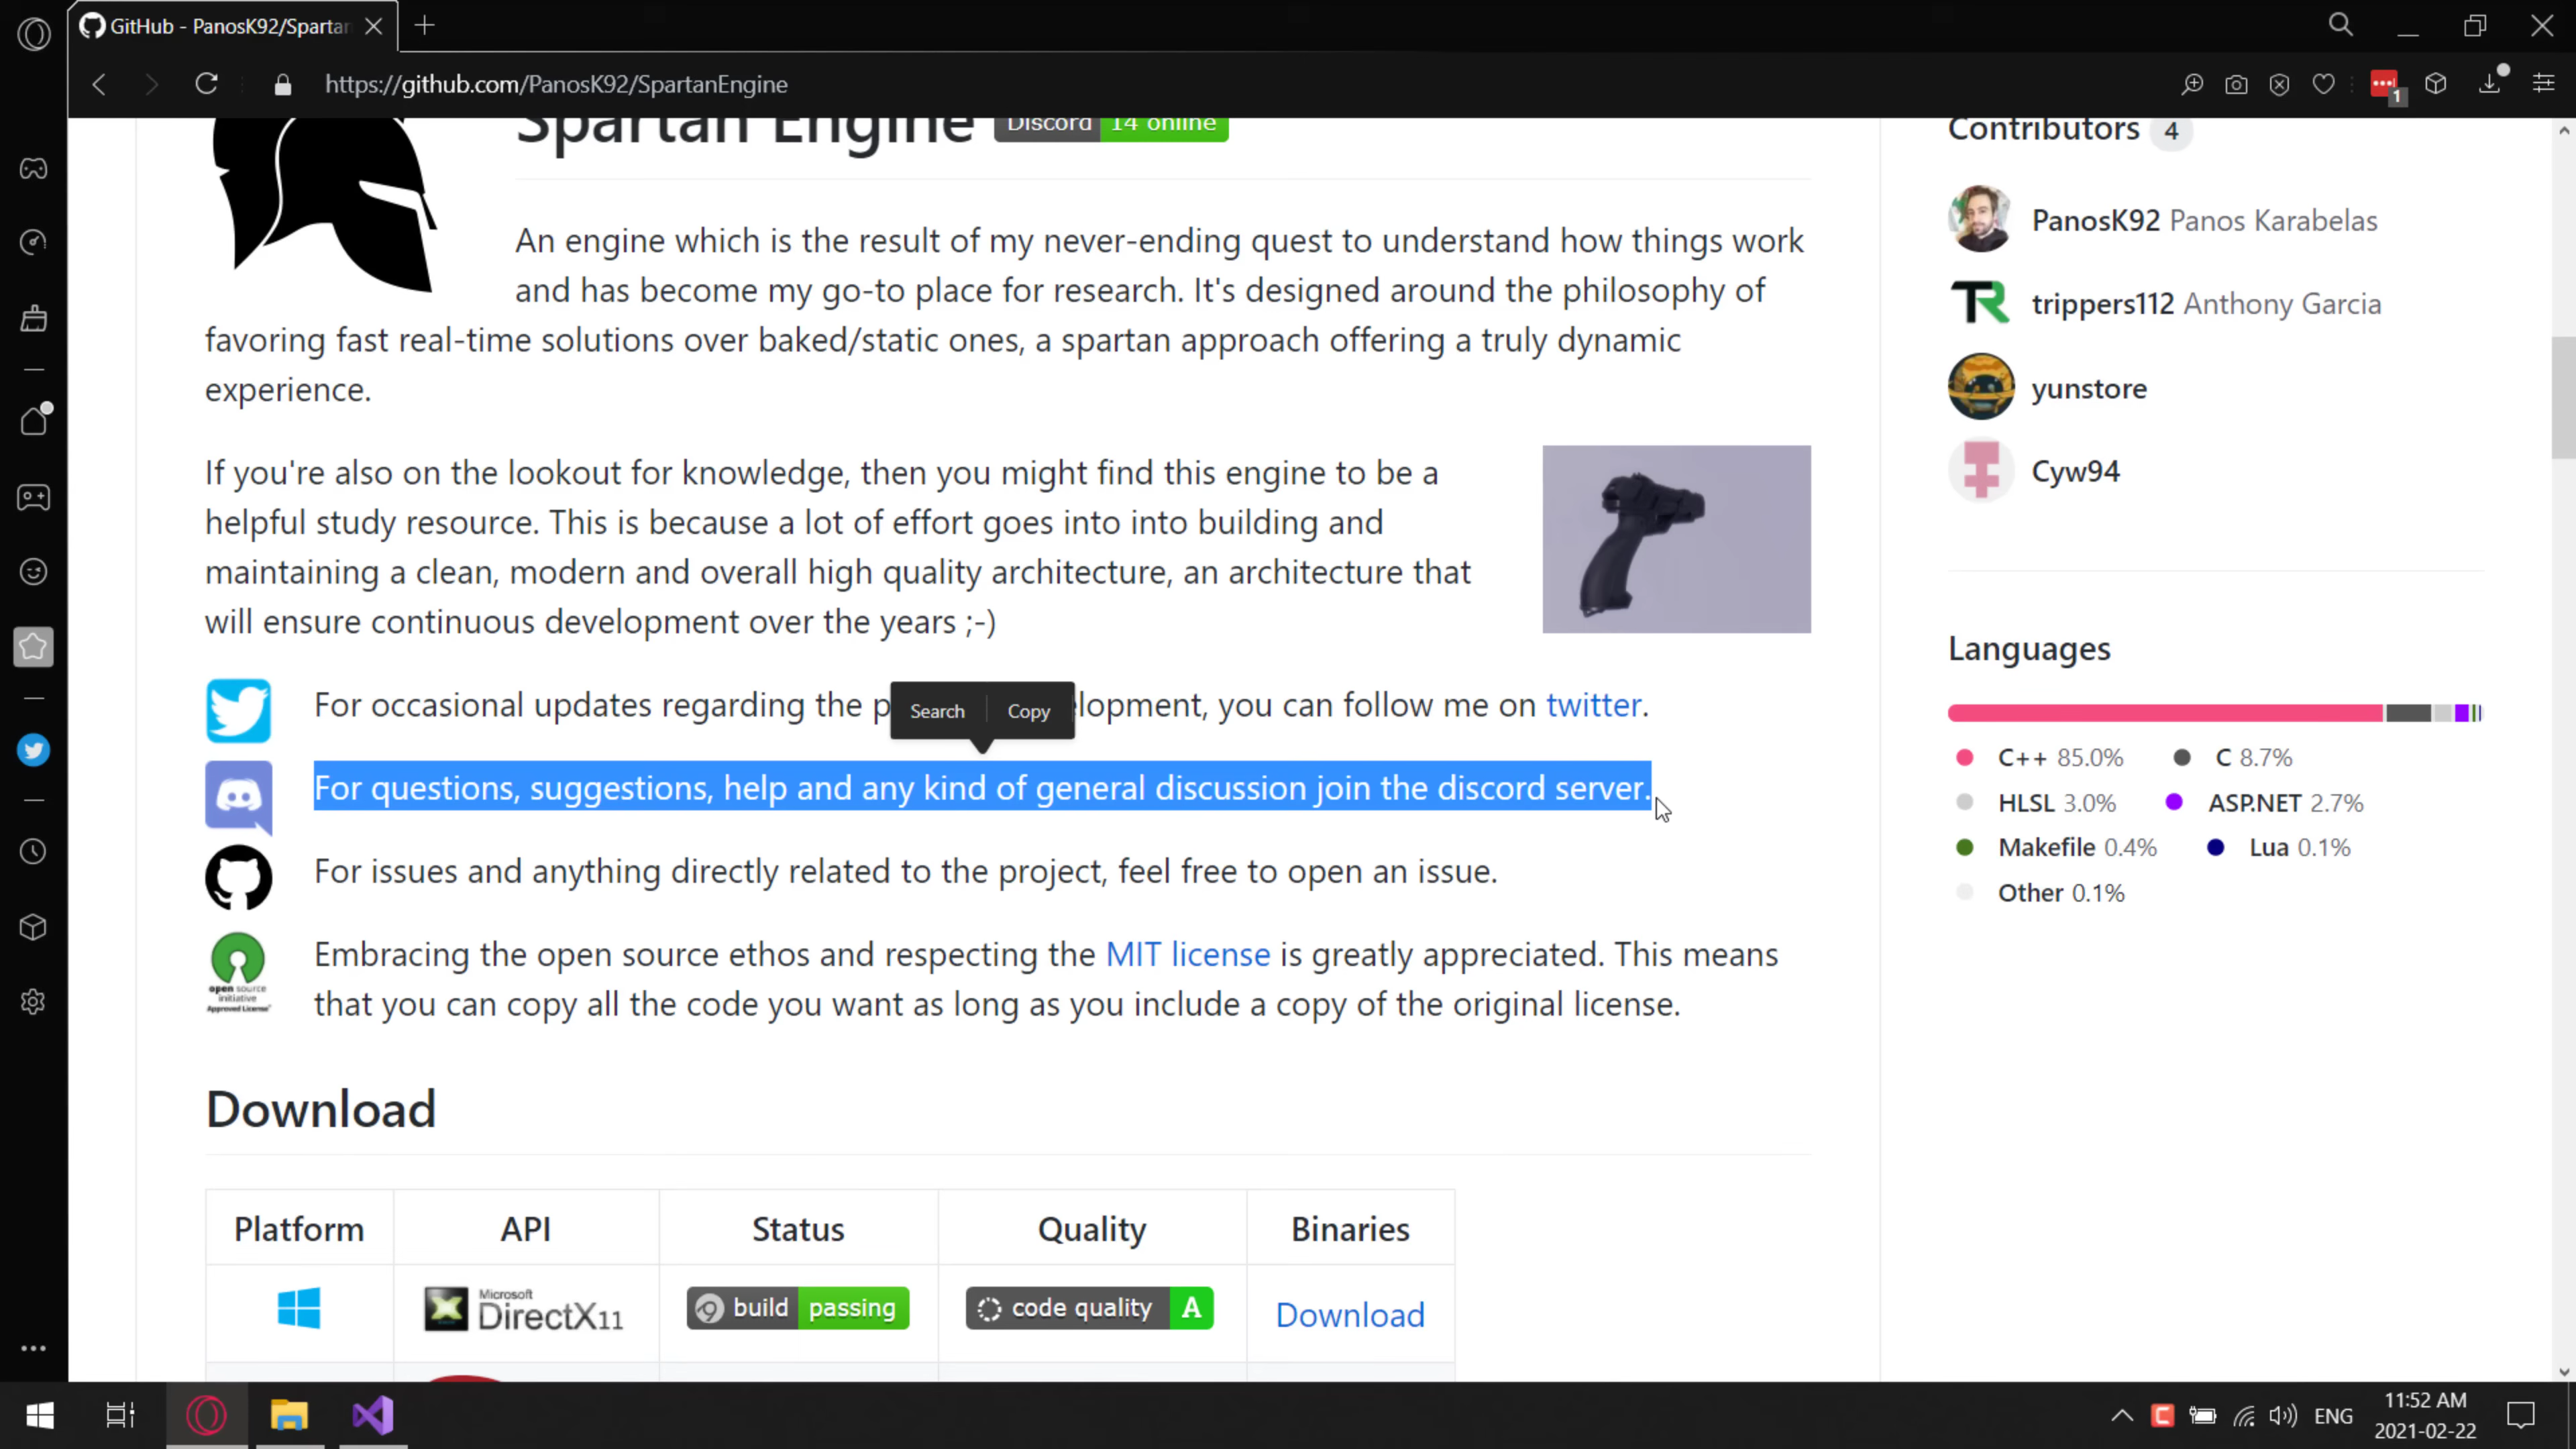 GitHub - PanosK92/Spartan
https://github.com/PanosK92/SpartanEngine
1
Spartan Engine
Discord 14 online
An engine which is the result of my never-ending quest to understand how things work
and has become my go-to place for research. It's designed around the philosophy of
favoring fast real-time solutions over baked/static ones, a spartan approach offering a truly dynamic
experience.
If you're also on the lookout for knowledge, then you might find this engine to be a
helpful study resource. This is because a lot of effort goes into into building and
maintaining a clean, modern and overall high quality architecture, an architecture that
will ensure continuous development over the years ;-)
For occasional updates regarding the p
lopment, you can follow me on twitter.
Search
Copy
For questions, suggestions, help and any kind of general discussion join the discord server.
For issues and anything directly related to the project, feel free to open an issue.
open source
initiative
Approved License
Embracing the open source ethos and respecting the MIT license is greatly appreciated. This means
that you can copy all the code you want as long as you include a copy of the original license.
Download
Platform API Status Quality Binaries
Microsoft
DirectX11
build passing
code quality A
Download
Contributors 4
PanosK92 Panos Karabelas
TR
trippers112 Anthony Garcia
yunstore
Cyw94
Languages
C++ 85.0% C 8.7%
HLSL 3.0% ASP.NET 2.7%
Makefile 0.4% Lua 0.1%
Other 0.1%
C
ENG
11:52 AM
2021-02-22